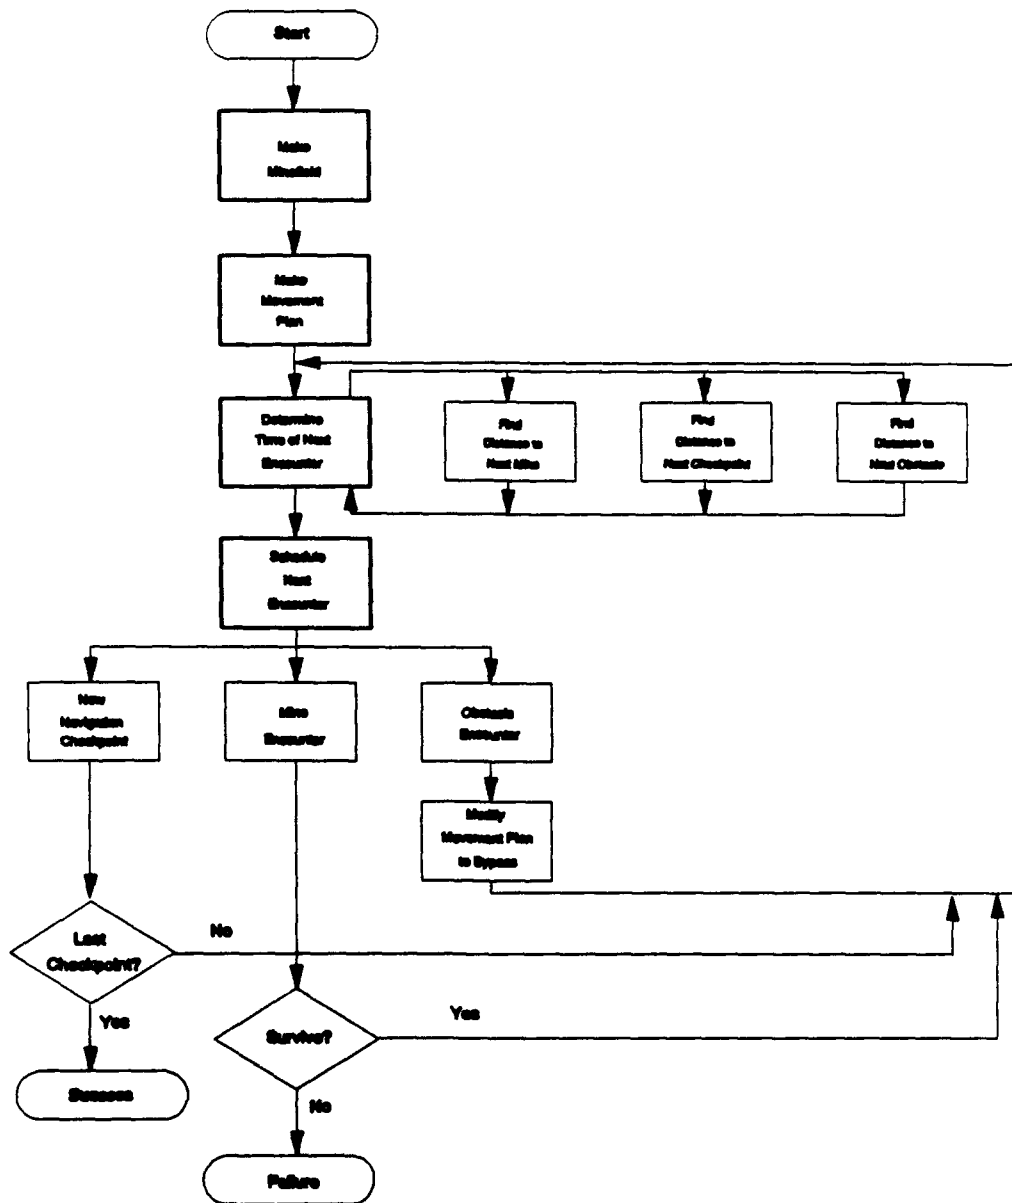 Start
Make
Minefield
Make
Movement
Plan
Determine
Time of Next
Encounter
Find
Distance to
Next Mine
Find
Distance to
Next Checkpoint
Find
Distance to
Next Obstacle
Schedule
Next
Encounter
New
Navigation
Checkpoint
Mine
Encounter
Obstacle
Encounter
Modify
Movement Plan
to Bypass
Last
Checkpoint?
No
Yes
Success
Survive?
Yes
No
Failure